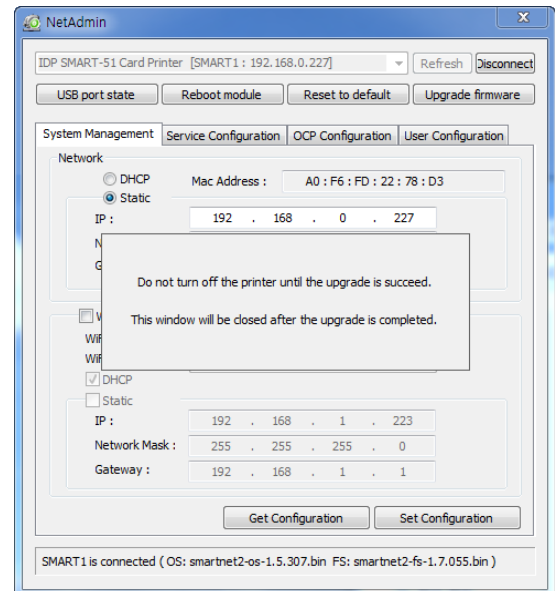 NetAdmin
IDP SMART-51 Card Printer [SMART1 : 192.168.0.227] Refresh Disconnect
USB port state Reboot module Reset to default Upgrade firmware
System Management Service Configuration OCP Configuration User Configuration
Network
DHCP Mac Address : A0 : F6 : FD : 22 : 78 : D3
Static
IP : 192 . 168 . 0 . 227
Do not turn off the printer until the upgrade is succeed.
This window will be closed after the upgrade is completed.
DHCP
Static
IP : 192 . 168 . 1 . 223
Network Mask : 255 . 255 . 255 . 0
Gateway : 192 . 168 . 1 . 1
Get Configuration Set Configuration
SMART1 is connected ( OS: smartnet2-os-1.5.307.bin FS: smartnet2-fs-1.7.055.bin )